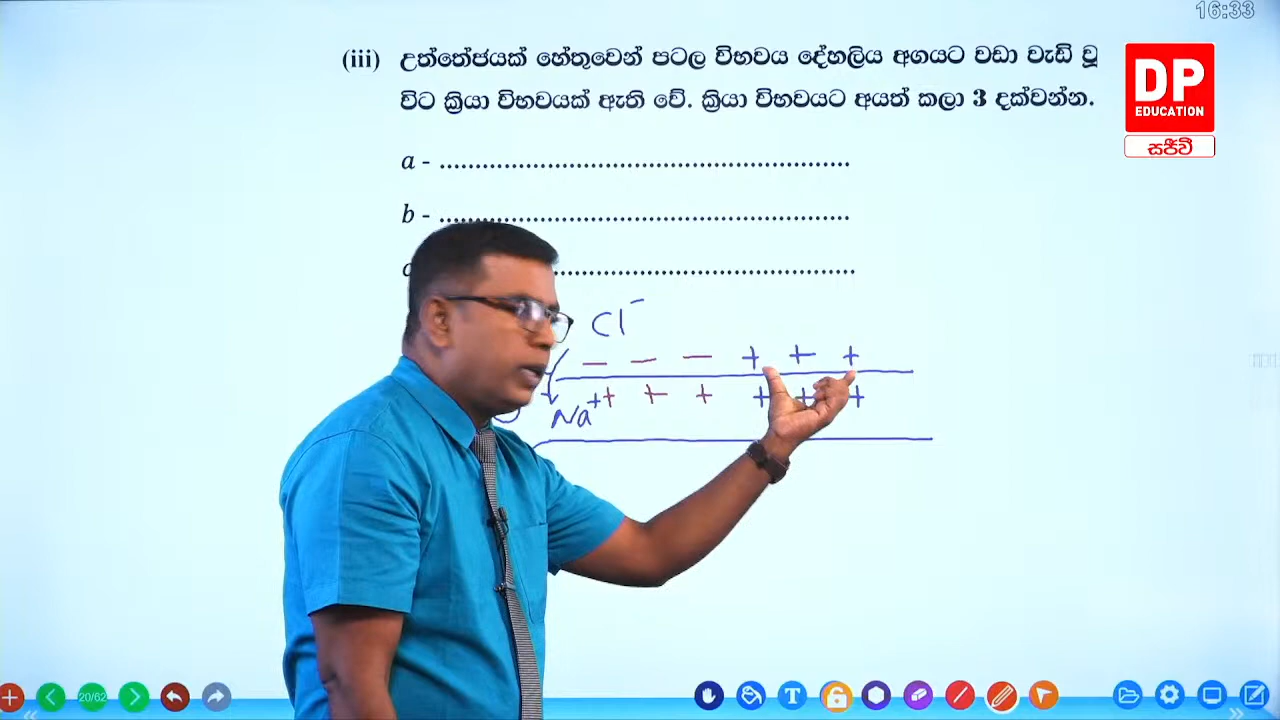 16:33
(iii) උත්තේජයක් හේතුවෙන් පටල විභවය දේහලිය අගයට වඩා වැඩි වූ
විට ක්‍රියා විභවයක් ඇති වේ. ක්‍රියා විභවයට අයත් කලා 3 දක්වන්න.
DP
EDUCATION
සජීවී
a - ..........................................................
b - ..........................................................
Cl⁻
− − − + + +
Na⁺ + + + + + +
20/62
T